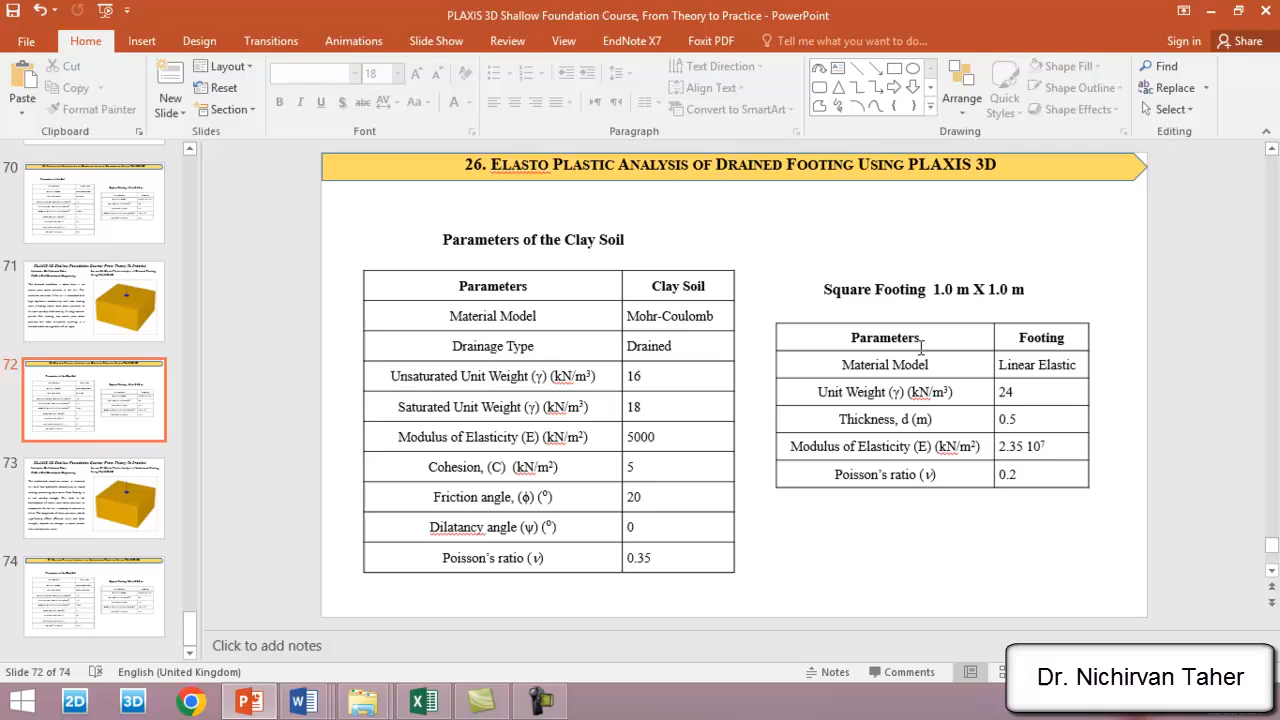 PLAXIS 3D Shallow Foundation Course, From Theory to Practice - PowerPoint
File Home Insert Design Transitions Animations Slide Show Review View EndNote X7 Foxit PDF Tell me what you want to do... Sign in Share
Paste
Cut
Copy
Format Painter
Clipboard
New Slide
Layout
Reset
Section
Slides
18
Font
Text Direction
Align Text
Convert to SmartArt
Paragraph
Arrange
Quick Styles
Shape Fill
Shape Outline
Shape Effects
Drawing
Find
Replace
Select
Editing
70
71
72
73
74
26. ELASTO PLASTIC ANALYSIS OF DRAINED FOOTING USING PLAXIS 3D
Parameters of the Clay Soil
Parameters Clay Soil
Material Model Mohr-Coulomb
Drainage Type Drained
Unsaturated Unit Weight (γ) (kN/m³) 16
Saturated Unit Weight (γ) (kN/m³) 18
Modulus of Elasticity (E) (kN/m²) 5000
Cohesion, (C) (kN/m²) 5
Friction angle, (ϕ) (⁰) 20
Dilatancy angle (ψ) (⁰) 0
Poisson's ratio (ν) 0.35
Square Footing 1.0 m X 1.0 m
Parameters Footing
Material Model Linear Elastic
Unit Weight (γ) (kN/m³) 24
Thickness, d (m) 0.5
Modulus of Elasticity (E) (kN/m²) 2.35 10⁷
Poisson's ratio (ν) 0.2
Click to add notes
Slide 72 of 74 English (United Kingdom) Notes Comments
2D 3D
Dr. Nichirvan Taher